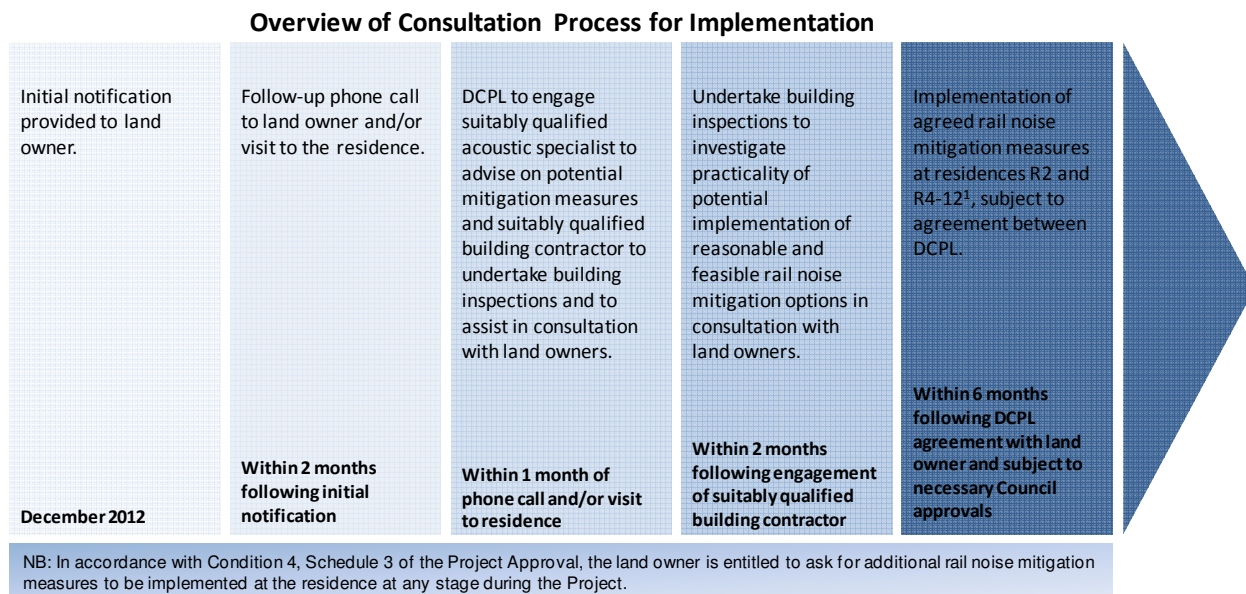 Overview of Consultation Process for Implementation
Initial notification
provided to land
owner.
December 2012
Follow-up phone call
to land owner and/or
visit to the residence.
Within 2 months
following initial
notification
DCPL to engage
suitably qualified
acoustic specialist to
advise on potential
mitigation measures
and suitably qualified
building contractor to
undertake building
inspections and to
assist in consultation
with land owners.
Within 1 month of
phone call and/or visit
to residence
Undertake building
inspections to
investigate
practicality of
potential
implementation of
reasonable and
feasible rail noise
mitigation options in
consultation with
land owners.
Within 2 months
following engagement
of suitably qualified
building contractor
Implementation of
agreed rail noise
mitigation measures
at residences R2 and
R4-12¹, subject to
agreement between
DCPL.
Within 6 months
following DCPL
agreement with land
owner and subject to
necessary Council
approvals
NB: In accordance with Condition 4, Schedule 3 of the Project Approval, the land owner is entitled to ask for additional rail noise mitigation
measures to be implemented at the residence at any stage during the Project.